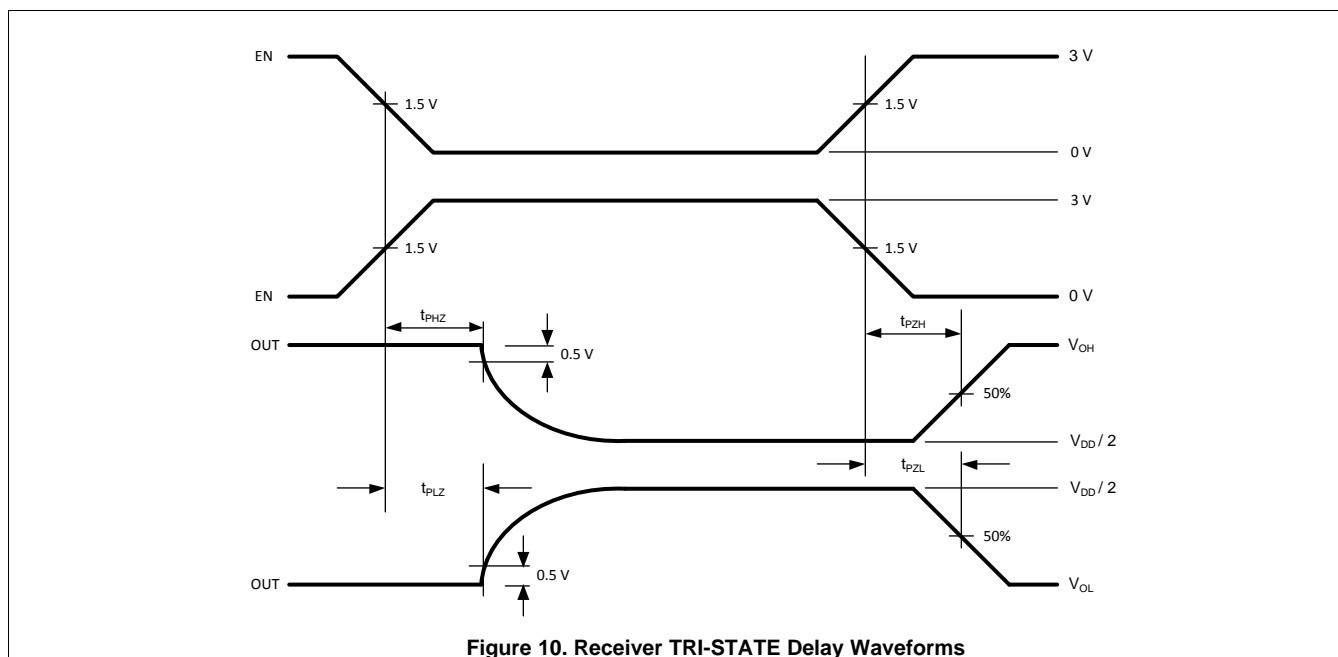 EN
3 V
1.5 V
1.5 V
0 V
3 V
1.5 V
1.5 V
EN
0 V
tPHZ
tPZH
OUT
0.5 V
VOH
50%
VDD / 2
tPZL
tPLZ
VDD / 2
50%
0.5 V
OUT
VOL
Figure 10. Receiver TRI-STATE Delay Waveforms